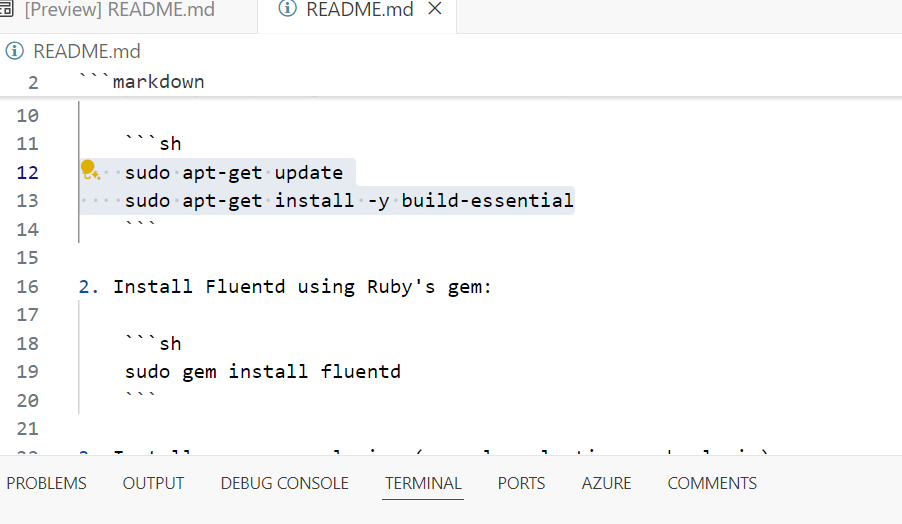 [Preview] README.md
README.md
README.md
2 ```markdown
10
11 ```sh
12 sudo apt-get update
13 sudo apt-get install -y build-essential
14 ```
15
16 2. Install Fluentd using Ruby's gem:
17
18 ```sh
19 sudo gem install fluentd
20 ```
21
PROBLEMS OUTPUT DEBUG CONSOLE TERMINAL PORTS AZURE COMMENTS